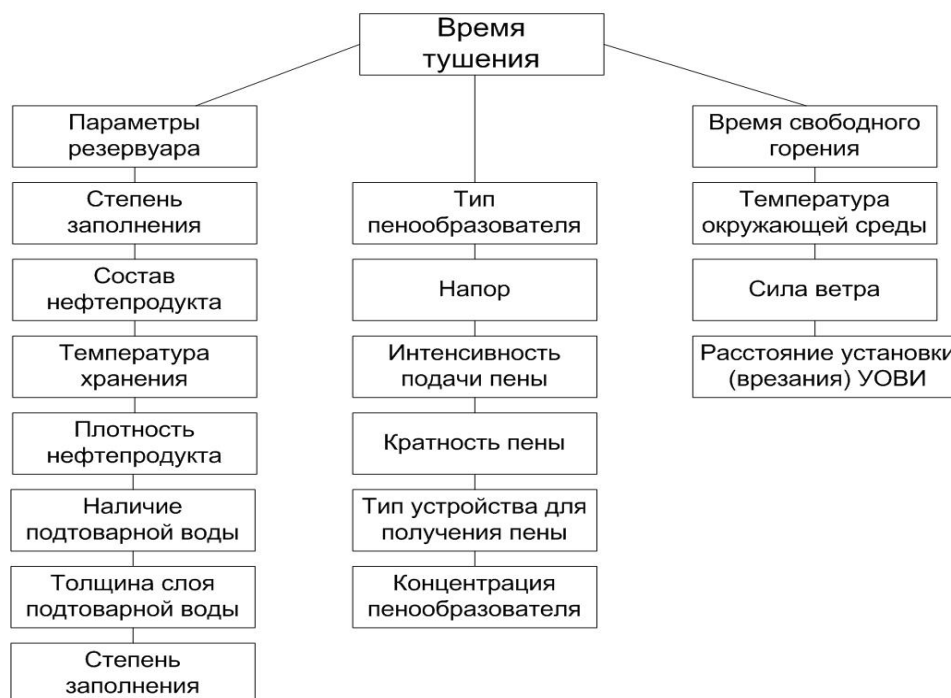 Время
тушения
Параметры
резервуара
Степень
заполнения
Состав
нефтепродукта
Температура
хранения
Плотность
нефтепродукта
Наличие
подтоварной воды
Толщина слоя
подтоварной воды
Степень
заполнения
Тип
пенообразователя
Напор
Интенсивность
подачи пены
Кратность пены
Тип устройства для
получения пены
Концентрация
пенообразователя
Время свободного
горения
Температура
окружающей среды
Сила ветра
Расстояние установки
(врезания) УОВИ